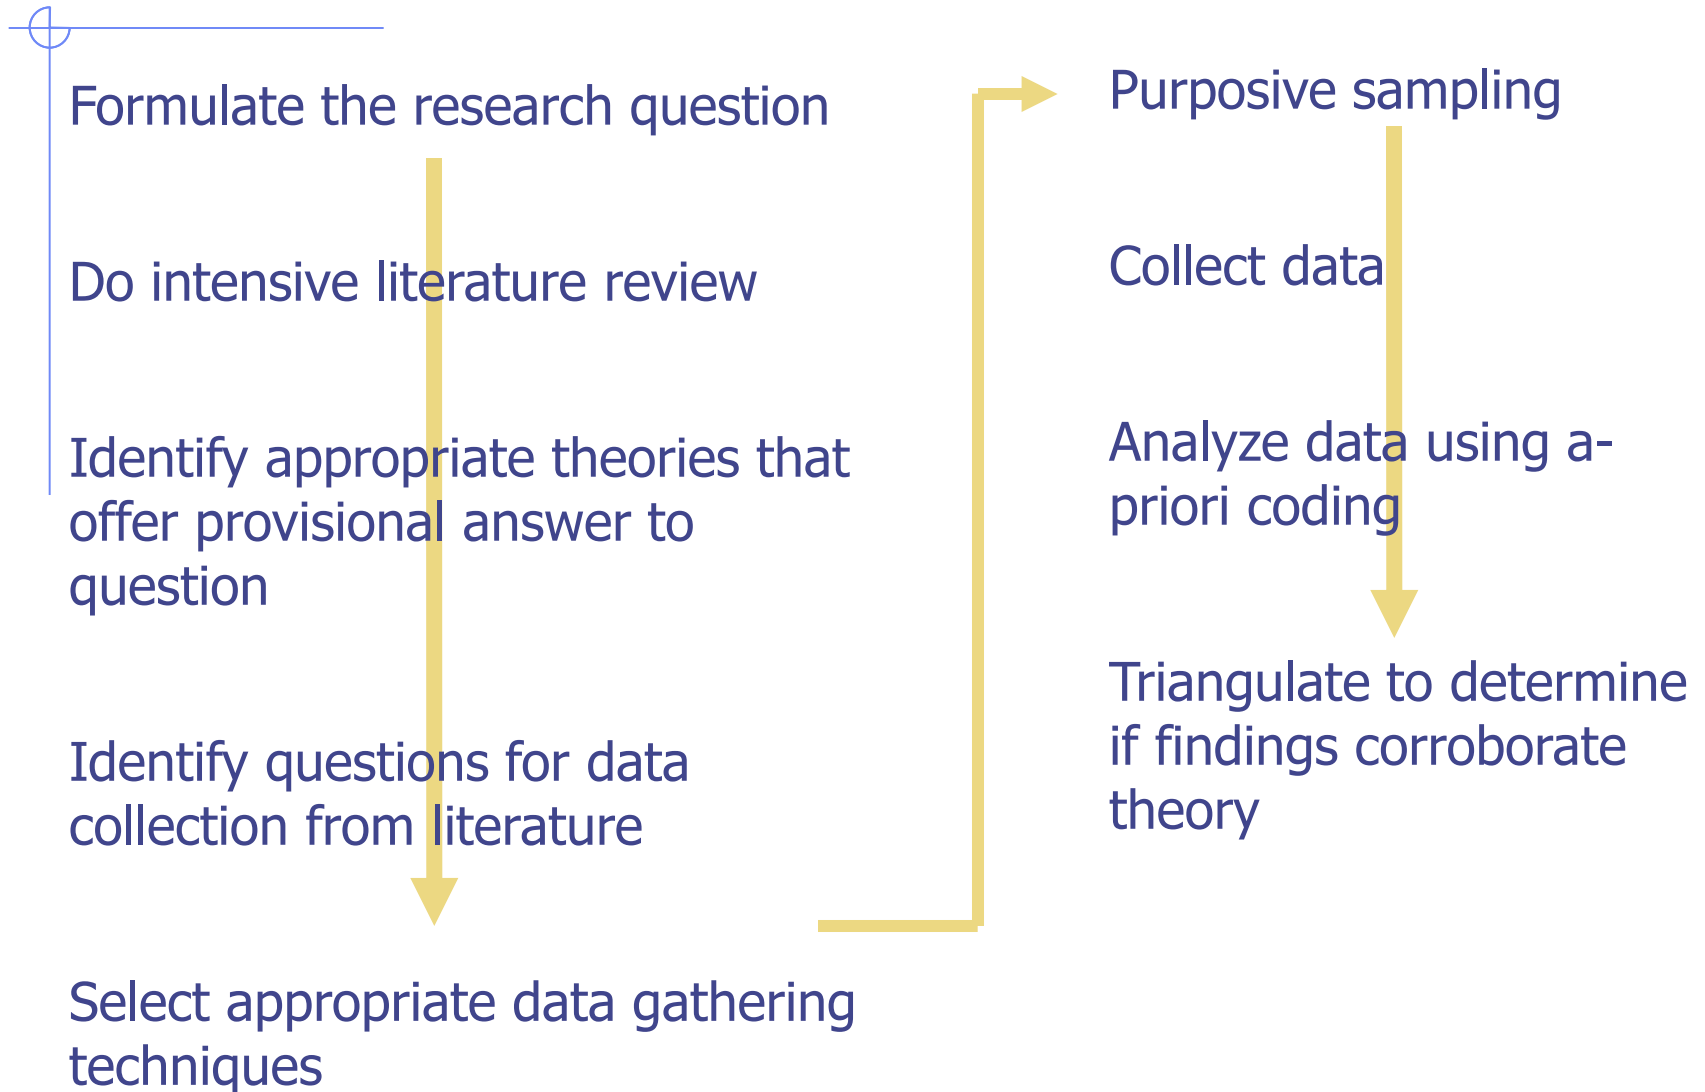 Formulate the research question
Do intensive literature review
Identify appropriate theories that
offer provisional answer to
question
Identify questions for data
collection from literature
Select appropriate data gathering
techniques
Purposive sampling
Collect data
Analyze data using a-
priori coding
Triangulate to determine
if findings corroborate
theory